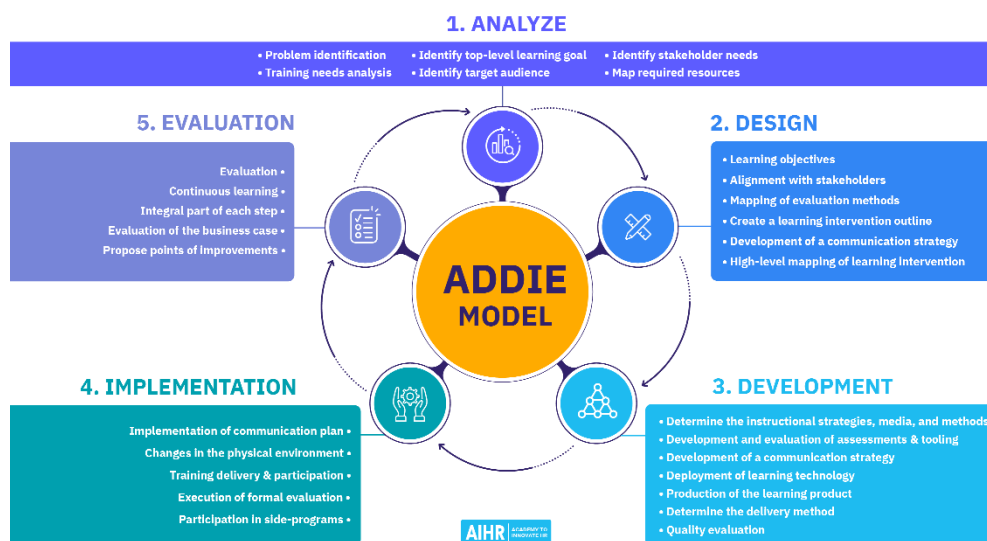 1. ANALYZE
• Problem identification
• Identify top-level learning goal
• Identify stakeholder needs
• Training needs analysis
• Identify target audience
• Map required resources
5. EVALUATION
Evaluation •
Continuous learning •
Integral part of each step •
Evaluation of the business case •
Propose points of improvements •
2. DESIGN
• Learning objectives
• Alignment with stakeholders
• Mapping of evaluation methods
• Create a learning intervention outline
• Development of a communication strategy
• High-level mapping of learning intervention
ADDIE
MODEL
4. IMPLEMENTATION
Implementation of communication plan •
Changes in the physical environment •
Training delivery & participation •
Execution of formal evaluation •
Participation in side-programs •
3. DEVELOPMENT
• Determine the instructional strategies, media, and methods
• Development and evaluation of assessments & tooling
• Development of a communication strategy
• Deployment of learning technology
• Production of the learning product
• Determine the delivery method
• Quality evaluation
AIHR
ACADEMY TO
INNOVATE HR